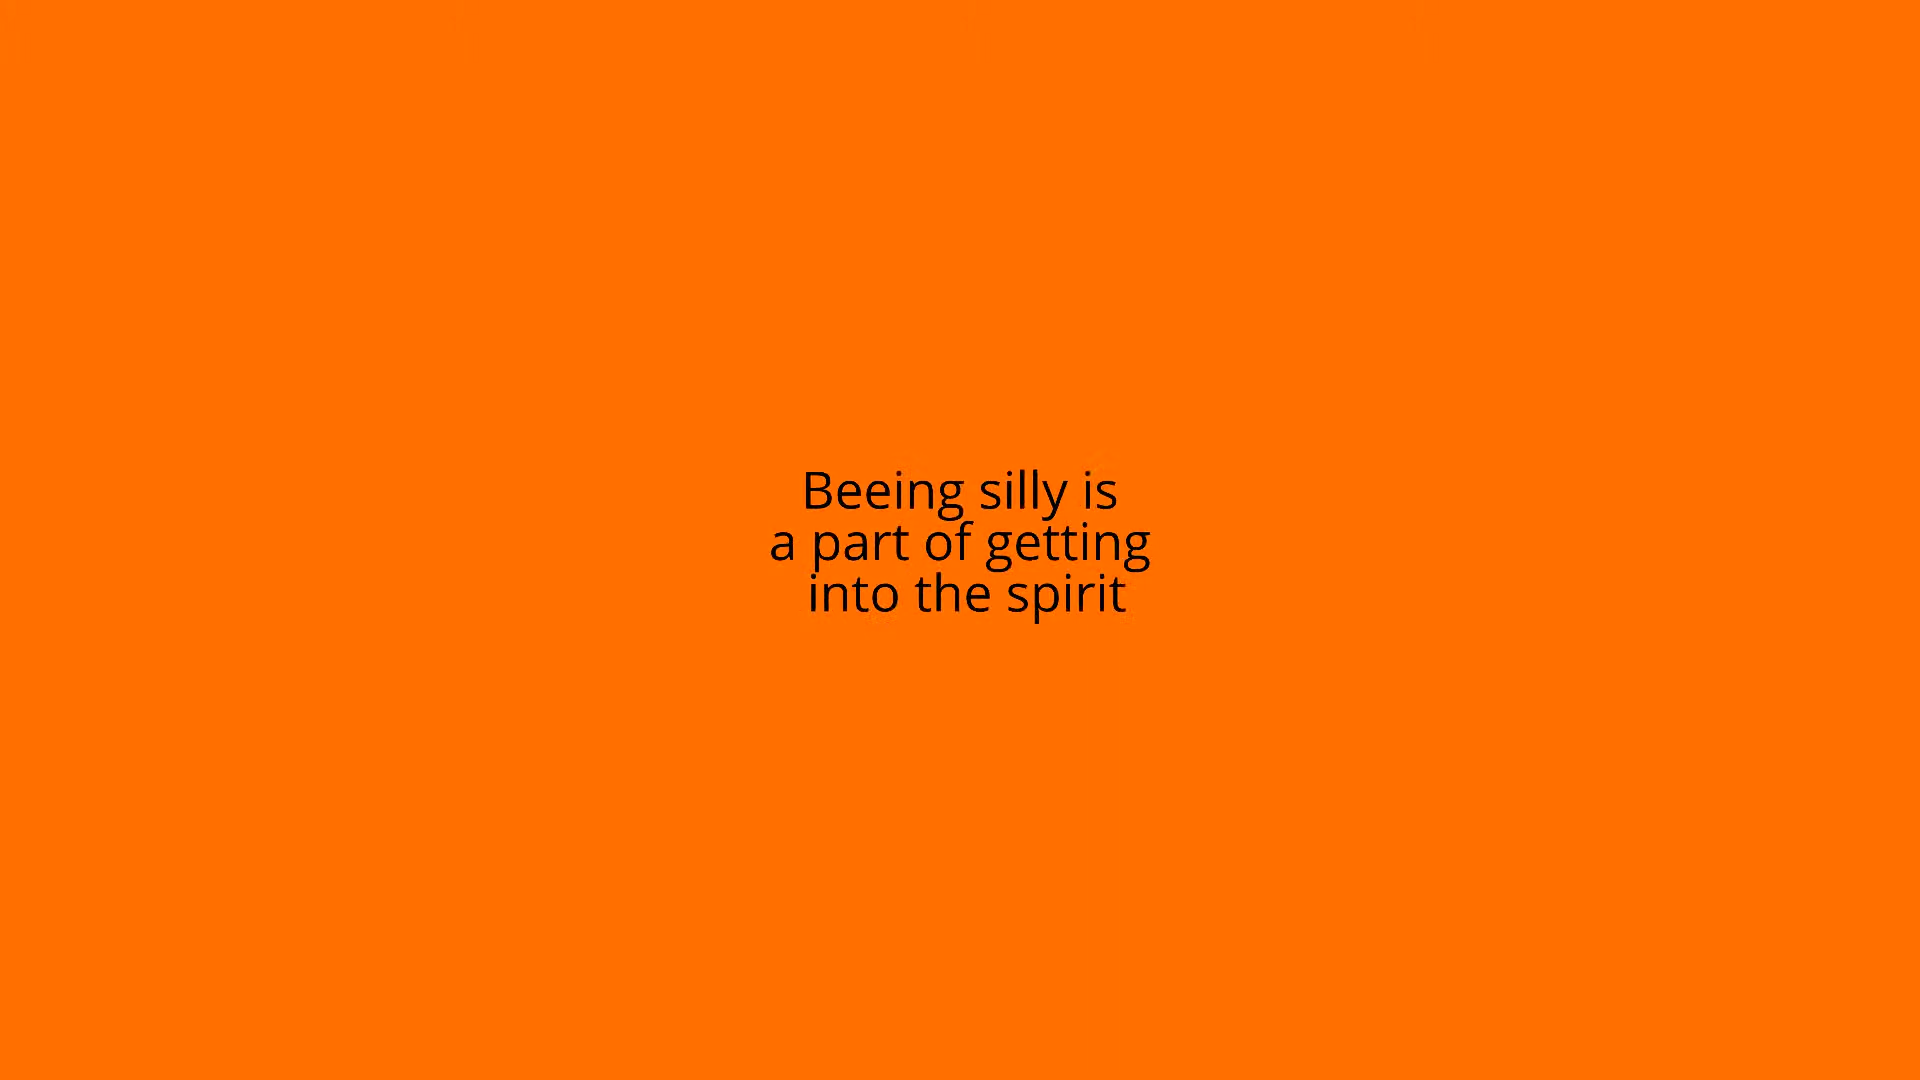 Beeing silly is
a part of getting
into the spirit